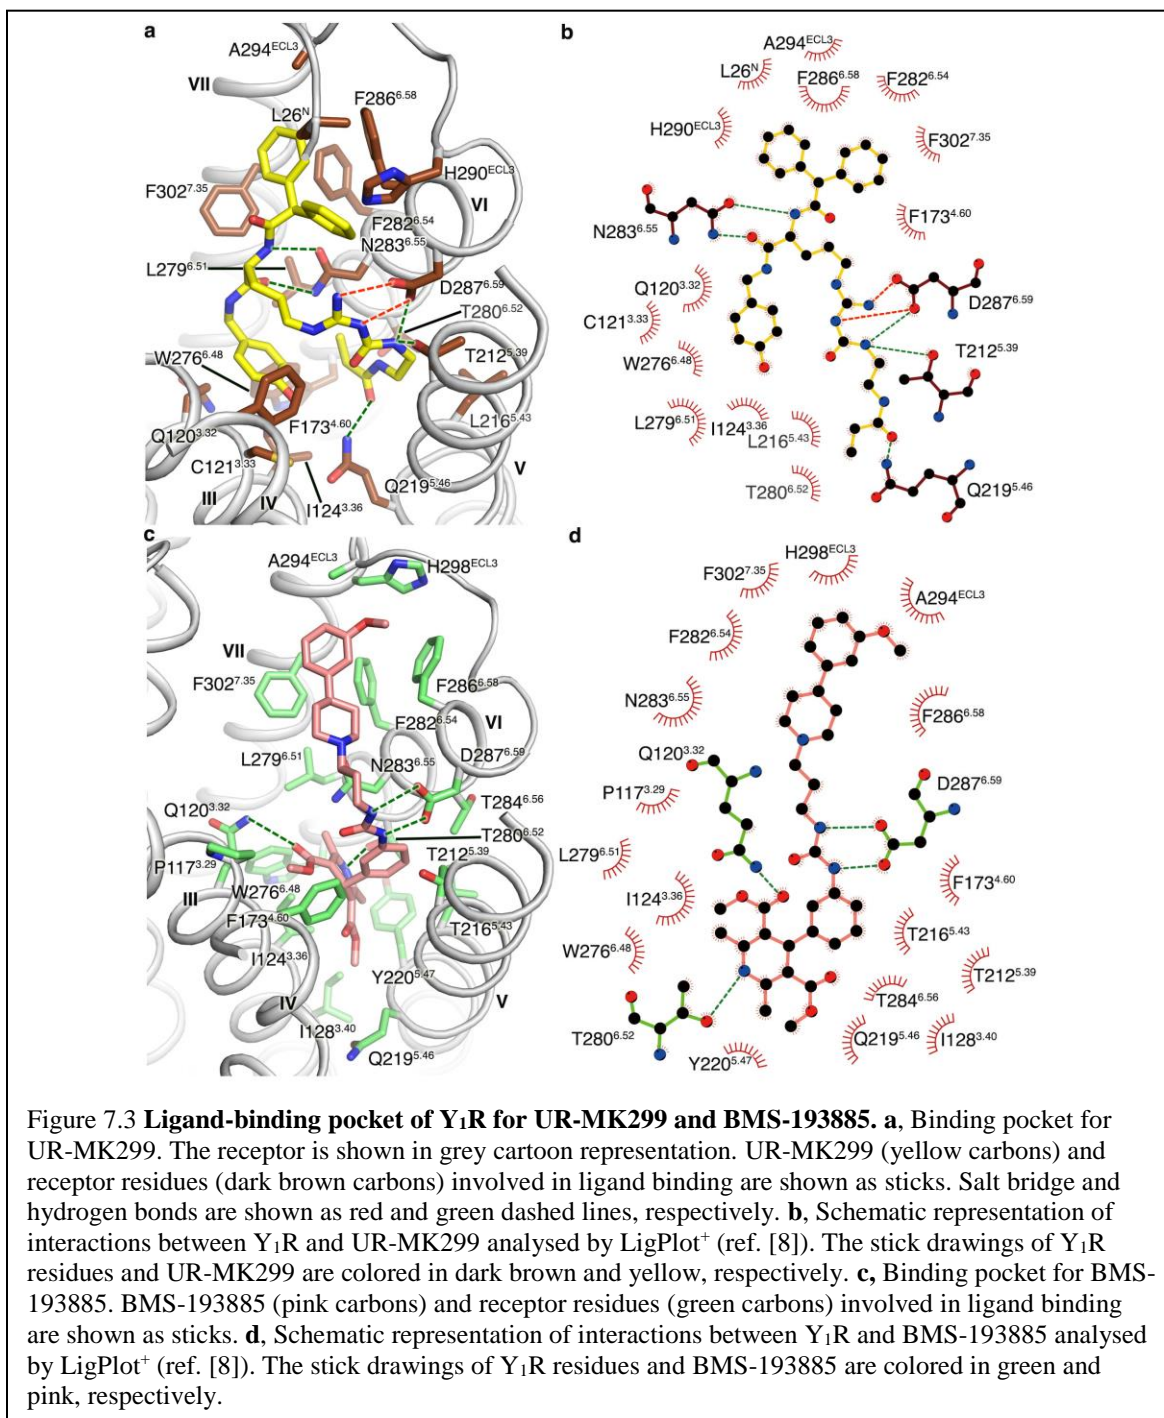 a
A294ECL3
VII
F2866.58
L26N
H290ECL3
F3027.35
VI
F2826.54
N2836.55
L2796.51
D2876.59
T2806.52
W2766.48
T2125.39
F1734.60
L2165.43
Q1203.32
C1213.33
V
Q2195.46
III
IV
I1243.36
b
A294ECL3
L26N
F2866.58
F2826.54
H290ECL3
F3027.35
F1734.60
N2836.55
Q1203.32
D2876.59
C1213.33
T2125.39
W2766.48
L2796.51
I1243.36
L2165.43
T2806.52
Q2195.46
c
A294ECL3
H298ECL3
VII
F3027.35
F2866.58
F2826.54
VI
L2796.51
N2836.55
D2876.59
T2846.56
Q1203.32
T2806.52
P1173.29
T2125.39
W2766.48
III
F1734.60
T2165.43
I1243.36
Y2205.47
IV
V
I1283.40
Q2195.46
d
H298ECL3
F3027.35
A294ECL3
F2826.54
N2836.55
F2866.58
Q1203.32
D2876.59
P1173.29
L2796.51
F1734.60
I1243.36
T2165.43
W2766.48
T2125.39
T2846.56
T2806.52
Q2195.46
I1283.40
Y2205.47
Figure 7.3 Ligand-binding pocket of Y1R for UR-MK299 and BMS-193885. a, Binding pocket for
UR-MK299. The receptor is shown in grey cartoon representation. UR-MK299 (yellow carbons) and
receptor residues (dark brown carbons) involved in ligand binding are shown as sticks. Salt bridge and
hydrogen bonds are shown as red and green dashed lines, respectively. b, Schematic representation of
interactions between Y1R and UR-MK299 analysed by LigPlot+ (ref. [8]). The stick drawings of Y1R
residues and UR-MK299 are colored in dark brown and yellow, respectively. c, Binding pocket for BMS-
193885. BMS-193885 (pink carbons) and receptor residues (green carbons) involved in ligand binding
are shown as sticks. d, Schematic representation of interactions between Y1R and BMS-193885 analysed
by LigPlot+ (ref. [8]). The stick drawings of Y1R residues and BMS-193885 are colored in green and
pink, respectively.